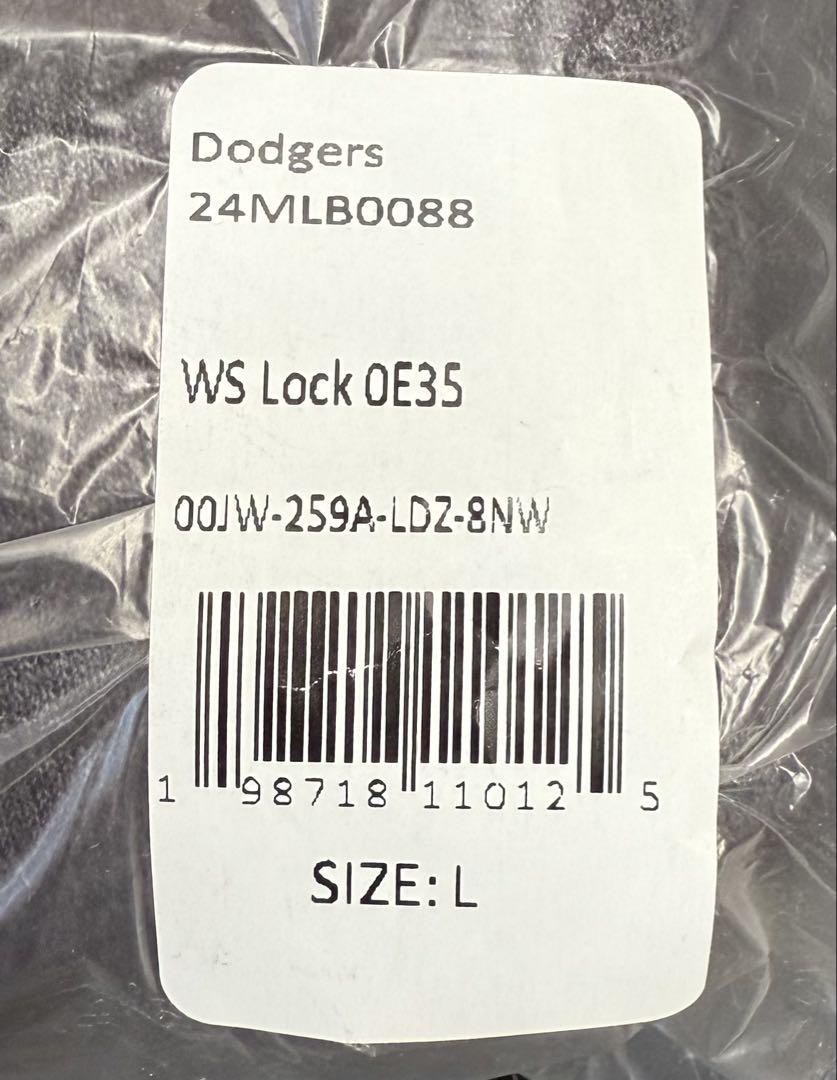 Dodgers
24MLB0088
WS Lock 0E35
00JW-259A-LDZ-8NW
1 98718 11012 5
SIZE: L